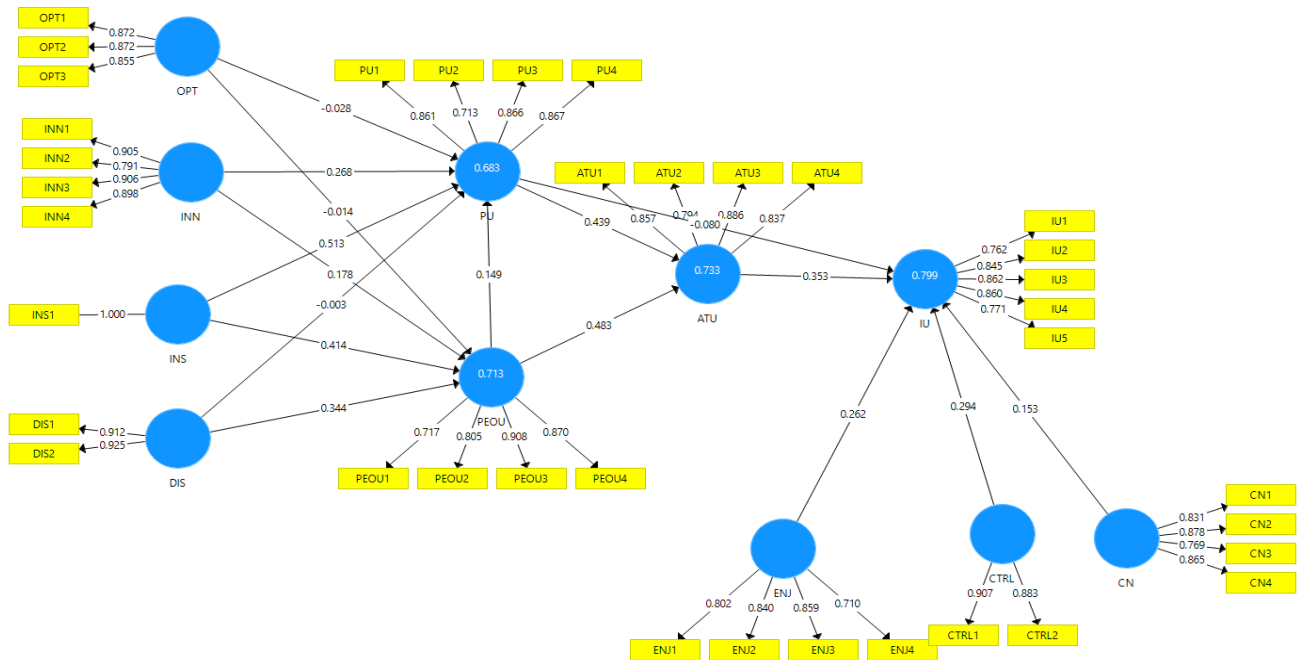 OPT1
OPT2
OPT3
0.872
0.872
0.855
OPT
INN1
INN2
INN3
INN4
0.905
0.791
0.906
0.898
INN
INS1
1.000
INS
DIS1
DIS2
0.912
0.925
DIS
-0.028
0.268
-0.014
0.513
0.178
-0.003
0.414
0.344
0.149
PU1
PU2
PU3
PU4
0.861
0.713
0.866
0.867
0.683
PU
0.713
PEOU
0.717
0.805
0.908
0.870
PEOU1
PEOU2
PEOU3
PEOU4
0.439
-0.080
0.483
ATU1
ATU2
ATU3
ATU4
0.857
0.794
0.886
0.837
0.733
ATU
0.353
0.799
IU
0.762
0.845
0.862
0.860
0.771
IU1
IU2
IU3
IU4
IU5
0.262
0.294
0.153
ENJ
0.802
0.840
0.859
0.710
ENJ1
ENJ2
ENJ3
ENJ4
CTRL
0.907
0.883
CTRL1
CTRL2
CN
0.831
0.878
0.769
0.865
CN1
CN2
CN3
CN4